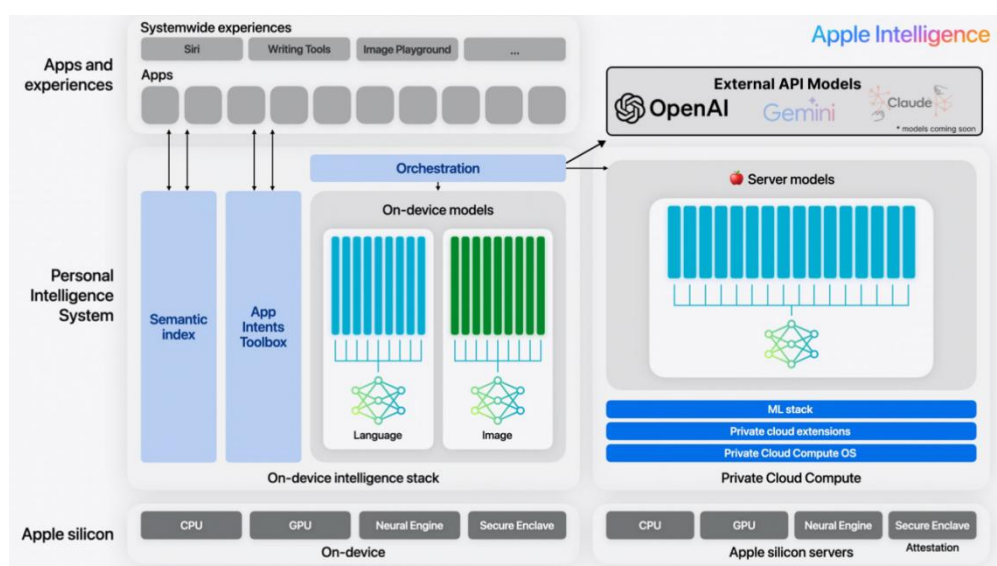 Apple Intelligence
Systemwide experiences
Siri
Writing Tools
Image Playground
...
Apps
Apps and
experiences
External API Models
OpenAI
Gemini
Claude
* models coming soon
Orchestration
On-device models
Server models
Personal
Intelligence
System
Semantic
index
App
Intents
Toolbox
Language
Image
ML stack
Private cloud extensions
Private Cloud Compute OS
On-device intelligence stack
Private Cloud Compute
Apple silicon
CPU
GPU
Neural Engine
Secure Enclave
On-device
CPU
GPU
Neural Engine
Secure Enclave
Apple silicon servers
Attestation